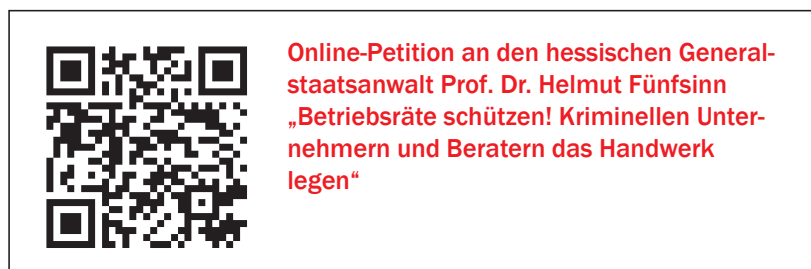 Online-Petition an den hessischen General-
staatsanwalt Prof. Dr. Helmut Fünfsinn
„Betriebsräte schützen! Kriminellen Unter-
nehmern und Beratern das Handwerk
legen“